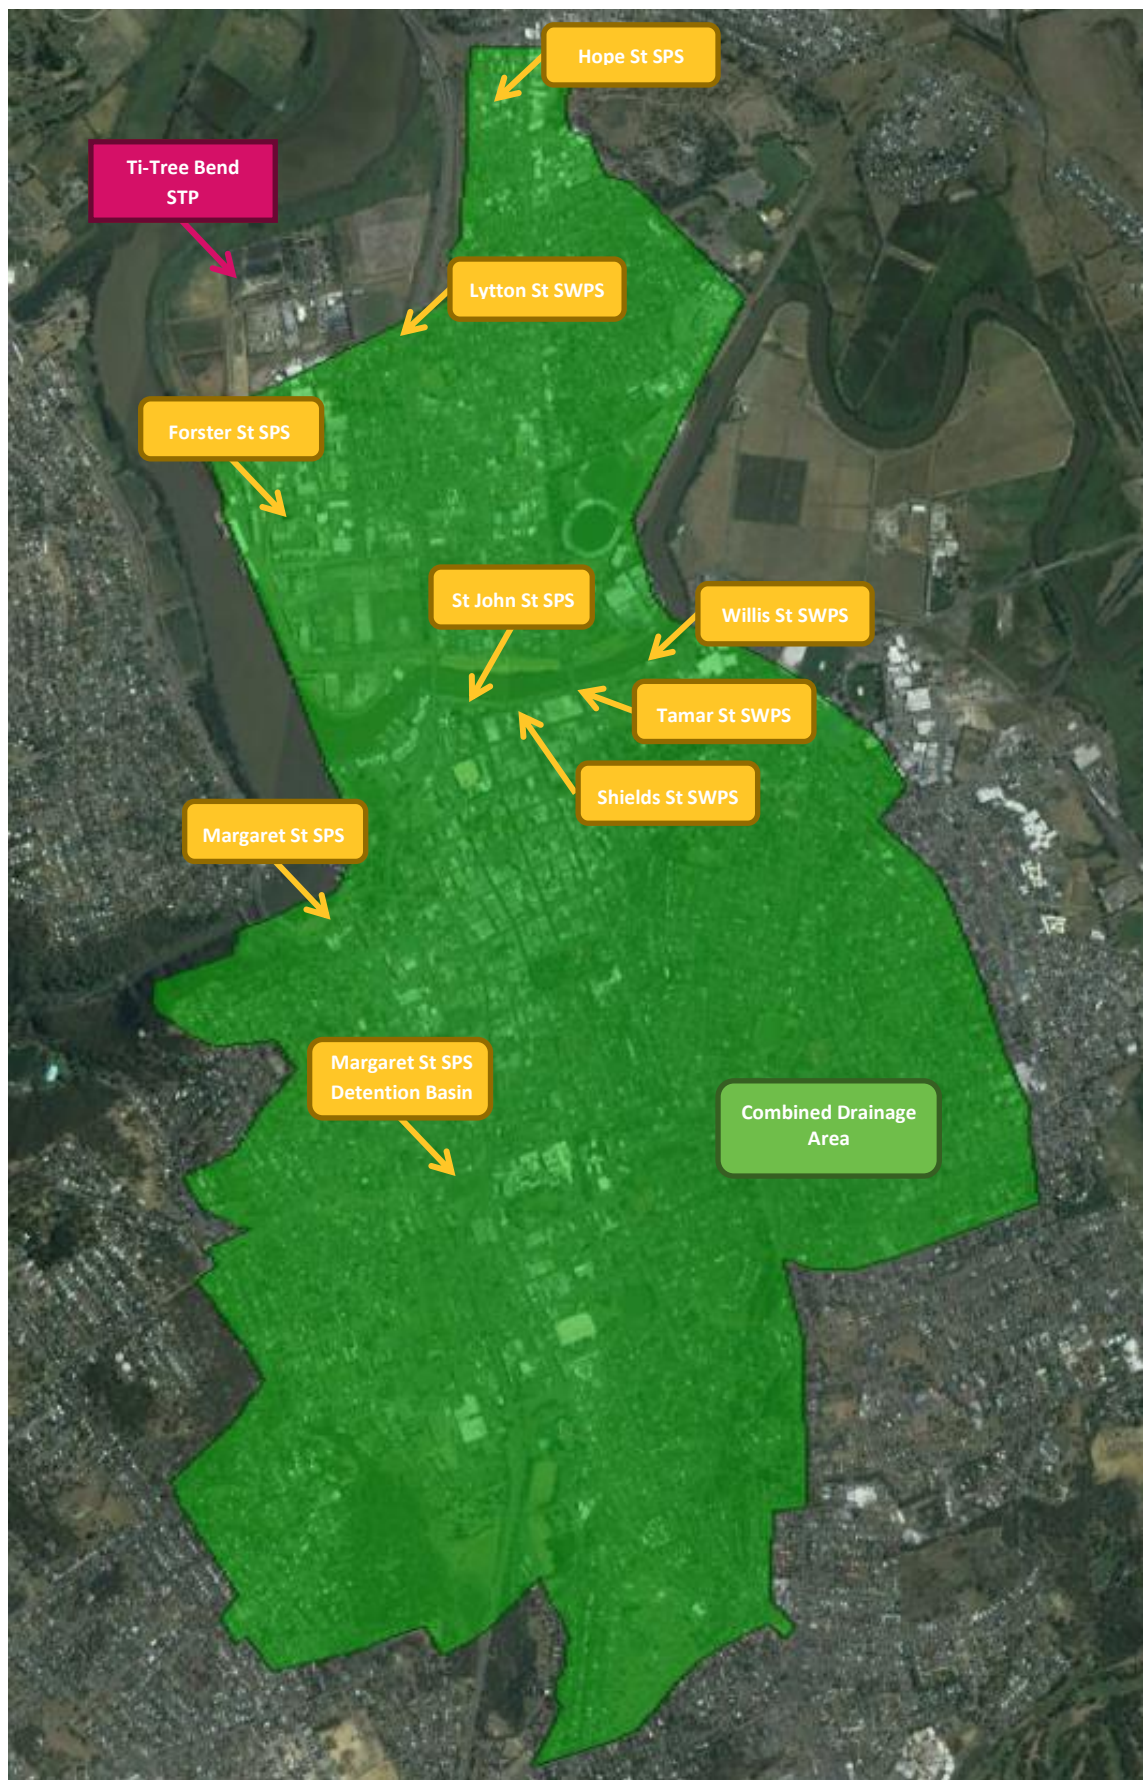 Hope St SPS
Ti-Tree Bend
STP
Lytton St SWPS
Forster St SPS
St John St SPS
Willis St SWPS
Tamar St SWPS
Shields St SWPS
Margaret St SPS
Margaret St SPS
Detention Basin
Combined Drainage
Area